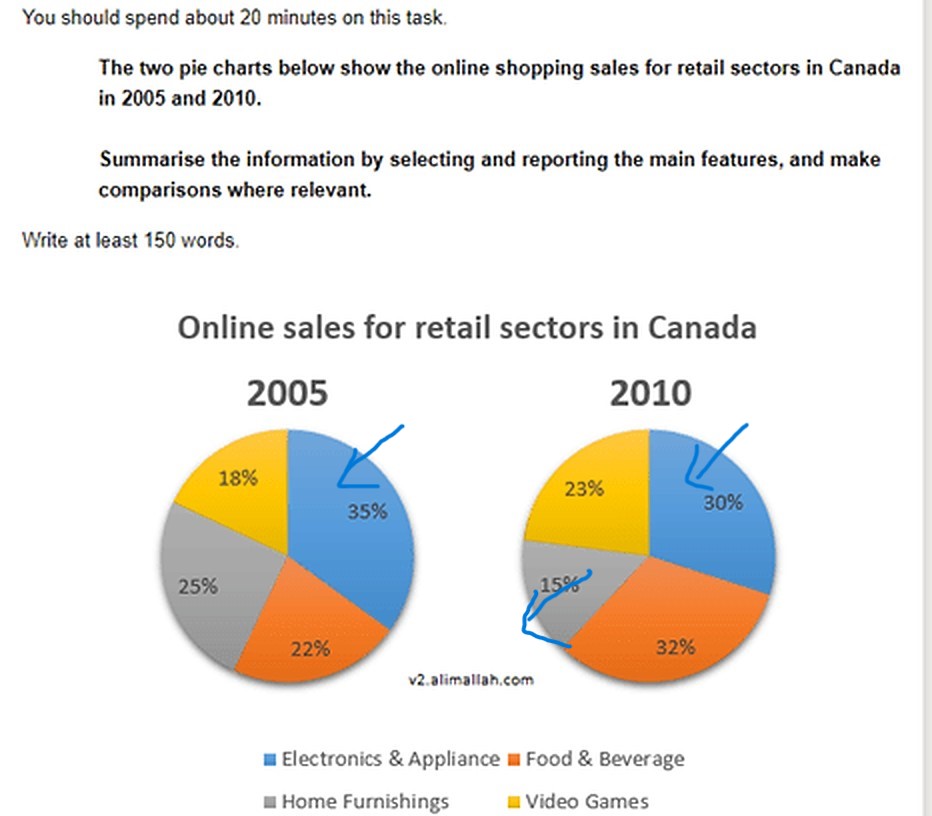 You should spend about 20 minutes on this task.
The two pie charts below show the online shopping sales for retail sectors in Canada
in 2005 and 2010.
Summarise the information by selecting and reporting the main features, and make
comparisons where relevant.
Write at least 150 words.
Online sales for retail sectors in Canada
2005 2010
18% 35% 23% 30%
25% 22% 15% 32%
v2.alimallah.com
Electronics & Appliance Food & Beverage
Home Furnishings Video Games